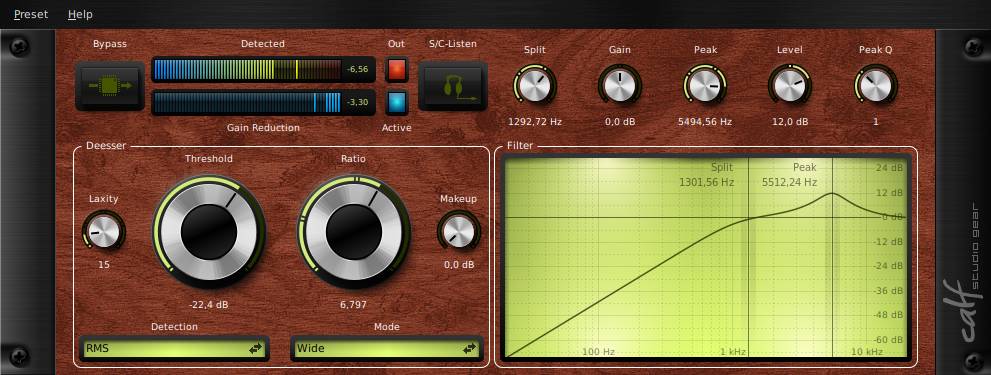 Preset Help
Bypass Detected Out S/C-Listen
-6,56
-3,30
Gain Reduction Active
Split Gain Peak Level Peak Q
1292,72 Hz 0,0 dB 5494,56 Hz 12,0 dB 1
Deesser
Threshold Ratio
Laxity Makeup
15 0,0 dB
-22,4 dB 6,797
Detection Mode
RMS Wide
Filter
Split Peak
1301,56 Hz 5512,24 Hz
24 dB
12 dB
0 dB
-12 dB
-24 dB
-36 dB
-48 dB
-60 dB
100 Hz 1 kHz 10 kHz
calf studio gear